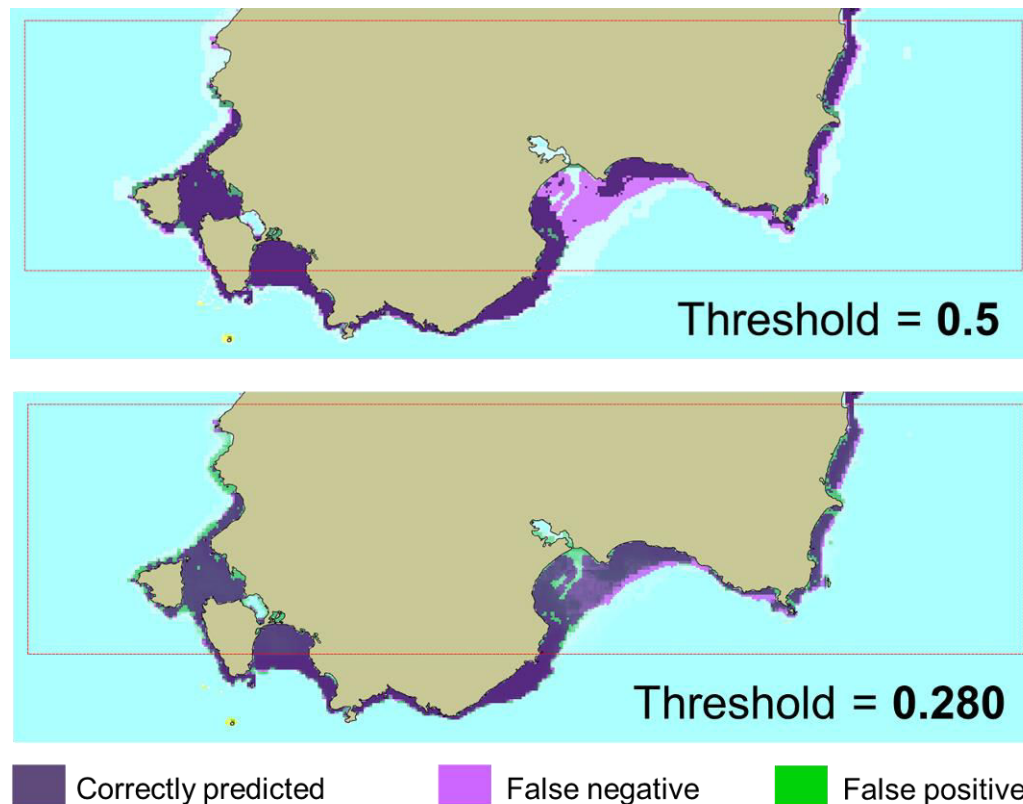 Threshold = 0.5
Threshold = 0.280
Correctly predicted
False negative
False positive